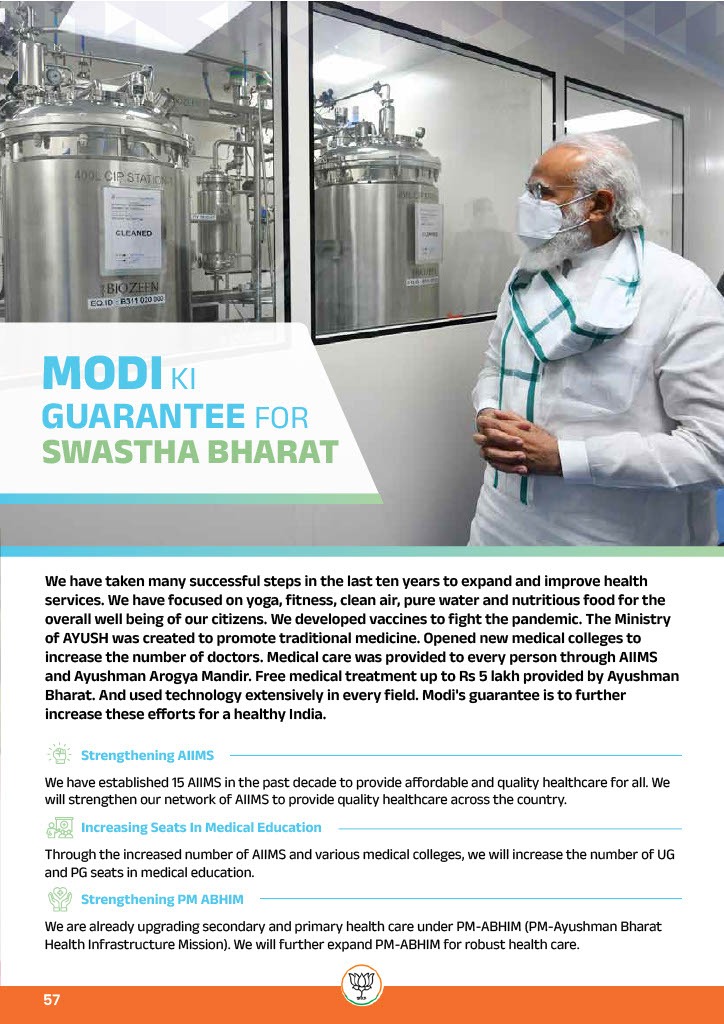 400L CIP STATION-1
CLEANED
BIOZEEN
EQ.ID : B3/1 020 000
MODI KI
GUARANTEE FOR
SWASTHA BHARAT
We have taken many successful steps in the last ten years to expand and improve health
services. We have focused on yoga, fitness, clean air, pure water and nutritious food for the
overall well being of our citizens. We developed vaccines to fight the pandemic. The Ministry
of AYUSH was created to promote traditional medicine. Opened new medical colleges to
increase the number of doctors. Medical care was provided to every person through AIIMS
and Ayushman Arogya Mandir. Free medical treatment up to Rs 5 lakh provided by Ayushman
Bharat. And used technology extensively in every field. Modi's guarantee is to further
increase these efforts for a healthy India.
Strengthening AIIMS
We have established 15 AIIMS in the past decade to provide affordable and quality healthcare for all. We
will strengthen our network of AIIMS to provide quality healthcare across the country.
Increasing Seats In Medical Education
Through the increased number of AIIMS and various medical colleges, we will increase the number of UG
and PG seats in medical education.
Strengthening PM ABHIM
We are already upgrading secondary and primary health care under PM-ABHIM (PM-Ayushman Bharat
Health Infrastructure Mission). We will further expand PM-ABHIM for robust health care.
57